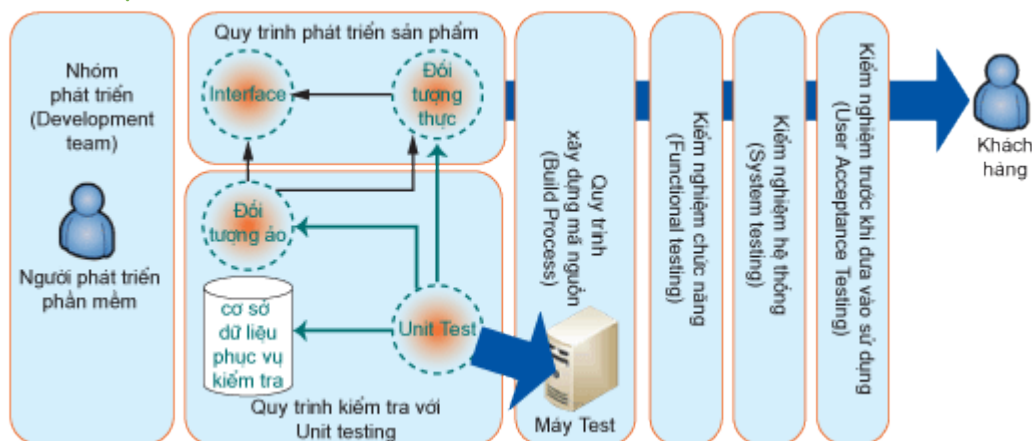 Nhóm
phát triển
(Development
team)
Người phát triển
phần mềm
Quy trình phát triển sản phẩm
Interface
Đối
tượng
thực
Đối
tượng ảo
cơ sở
dữ liệu
phục vụ
kiểm tra
Unit Test
Quy trình kiểm tra với
Unit testing
Quy trình
xây dựng mã nguồn
(Build Process)
Máy Test
Kiểm nghiệm chức năng
(Functional testing)
Kiểm nghiệm hệ thống
(System testing)
Kiểm nghiệm trước khi đưa vào sử dụng
(User Acceptance Testing)
Khách
hàng